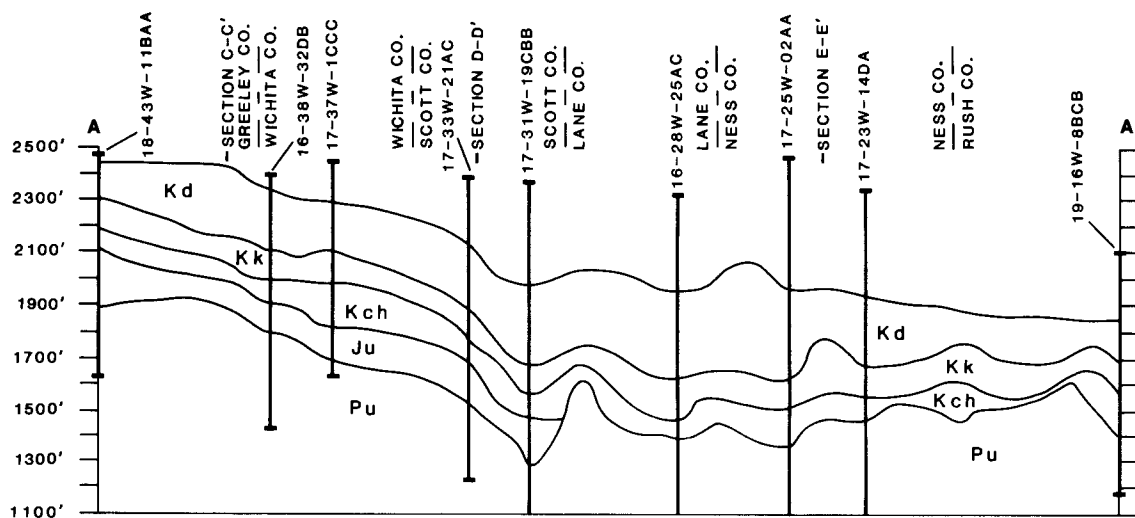 A
18-43W-11BAA
-SECTION C-C'
GREELEY CO.
WICHITA CO.
16-38W-32DB
17-37W-1CCC
WICHITA CO.
SCOTT CO.
17-33W-21AC
-SECTION D-D'
17-31W-19CBB
SCOTT CO.
LANE CO.
16-28W-25AC
LANE CO.
NESS CO.
17-25W-02AA
-SECTION E-E'
17-23W-14DA
NESS CO.
RUSH CO.
19-16W-8BCB
A'
2500'
2300'
2100'
1900'
1700'
1500'
1300'
1100'
Kd
Kk
Kch
Ju
Pu
Kd
Kk
Kch
Pu